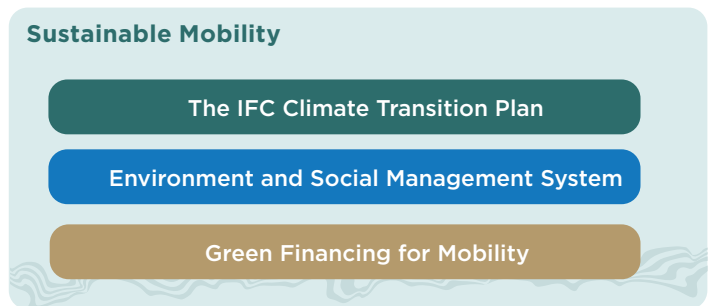 Sustainable Mobility
The IFC Climate Transition Plan
Environment and Social Management System
Green Financing for Mobility